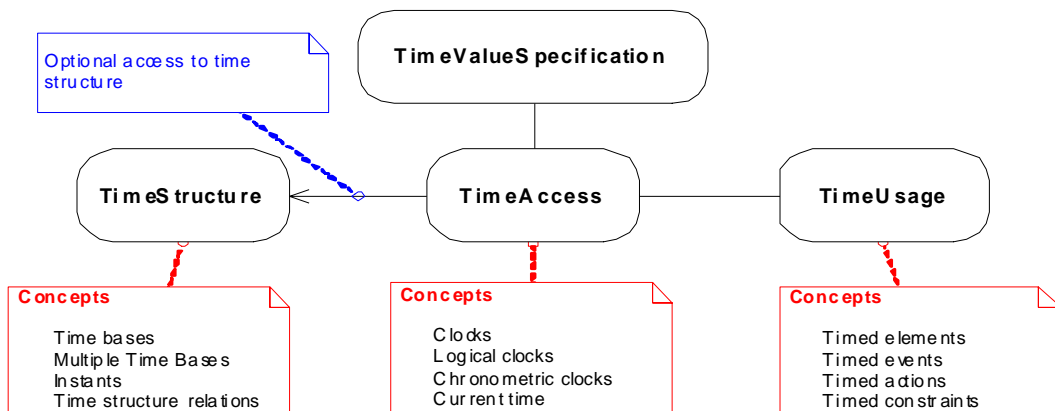 Optional access to time
structure
TimeValueSpecification
TimeStructure
TimeAccess
TimeUsage
Concepts
Time bases
Multiple Time Bases
Instants
Time structure relations
Concepts
Clocks
Logical clocks
Chronometric clocks
Current time
Concepts
Timed elements
Timed events
Timed actions
Timed constraints